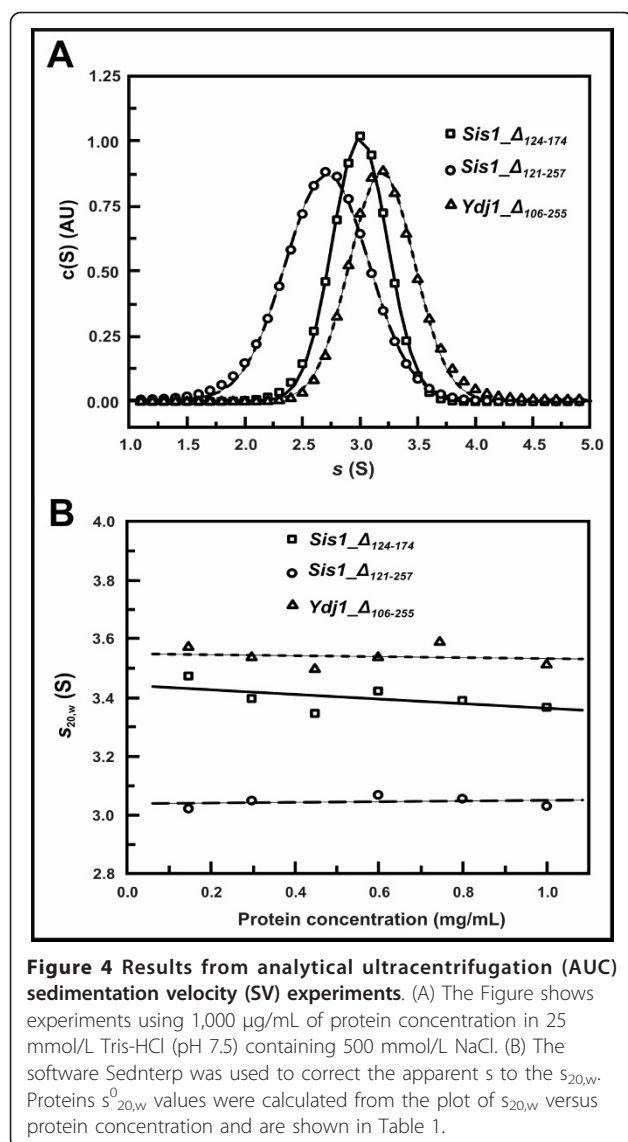 A
1.25
1.00
0.75
0.50
0.25
0.00
c(S) (AU)
Sis1_Δ124-174
Sis1_Δ121-257
Ydj1_Δ106-255
1.0 1.5 2.0 2.5 3.0 3.5 4.0 4.5 5.0
s (S)
B
4.0
3.8
3.6
3.4
3.2
3.0
2.8
s20,w (S)
Sis1_Δ124-174
Sis1_Δ121-257
Ydj1_Δ106-255
0.0 0.2 0.4 0.6 0.8 1.0
Protein concentration (mg/mL)
Figure 4 Results from analytical ultracentrifugation (AUC)
sedimentation velocity (SV) experiments. (A) The Figure shows
experiments using 1,000 μg/mL of protein concentration in 25
mmol/L Tris-HCl (pH 7.5) containing 500 mmol/L NaCl. (B) The
software Sednterp was used to correct the apparent s to the s20,w.
Proteins s⁰20,w values were calculated from the plot of s20,w versus
protein concentration and are shown in Table 1.